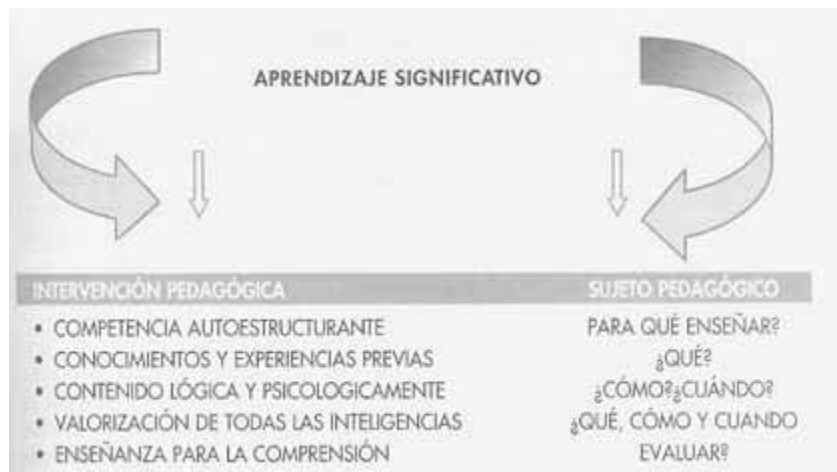 APRENDIZAJE SIGNIFICATIVO
INTERVENCIÓN PEDAGÓGICA SUJETO PEDAGÓGICO
• COMPETENCIA AUTOESTRUCTURANTE PARA QUÉ ENSEÑAR?
• CONOCIMIENTOS Y EXPERIENCIAS PREVIAS ¿QUÉ?
• CONTENIDO LÓGICA Y PSICOLOGICAMENTE ¿CÓMO?¿CUÁNDO?
• VALORIZACIÓN DE TODAS LAS INTELIGENCIAS ¿QUÉ, CÓMO Y CUANDO
• ENSEÑANZA PARA LA COMPRENSIÓN EVALUAR?